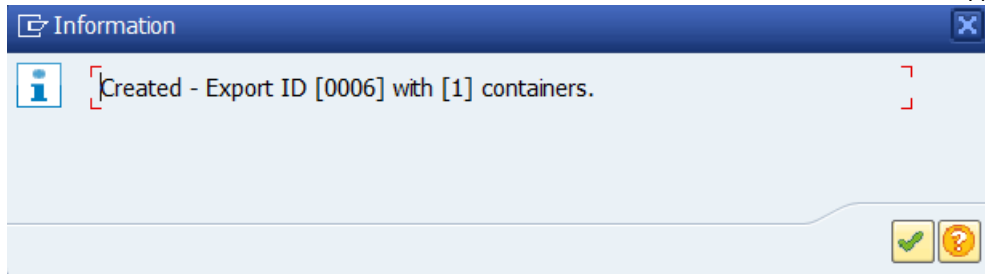 Information
Created - Export ID [0006] with [1] containers.